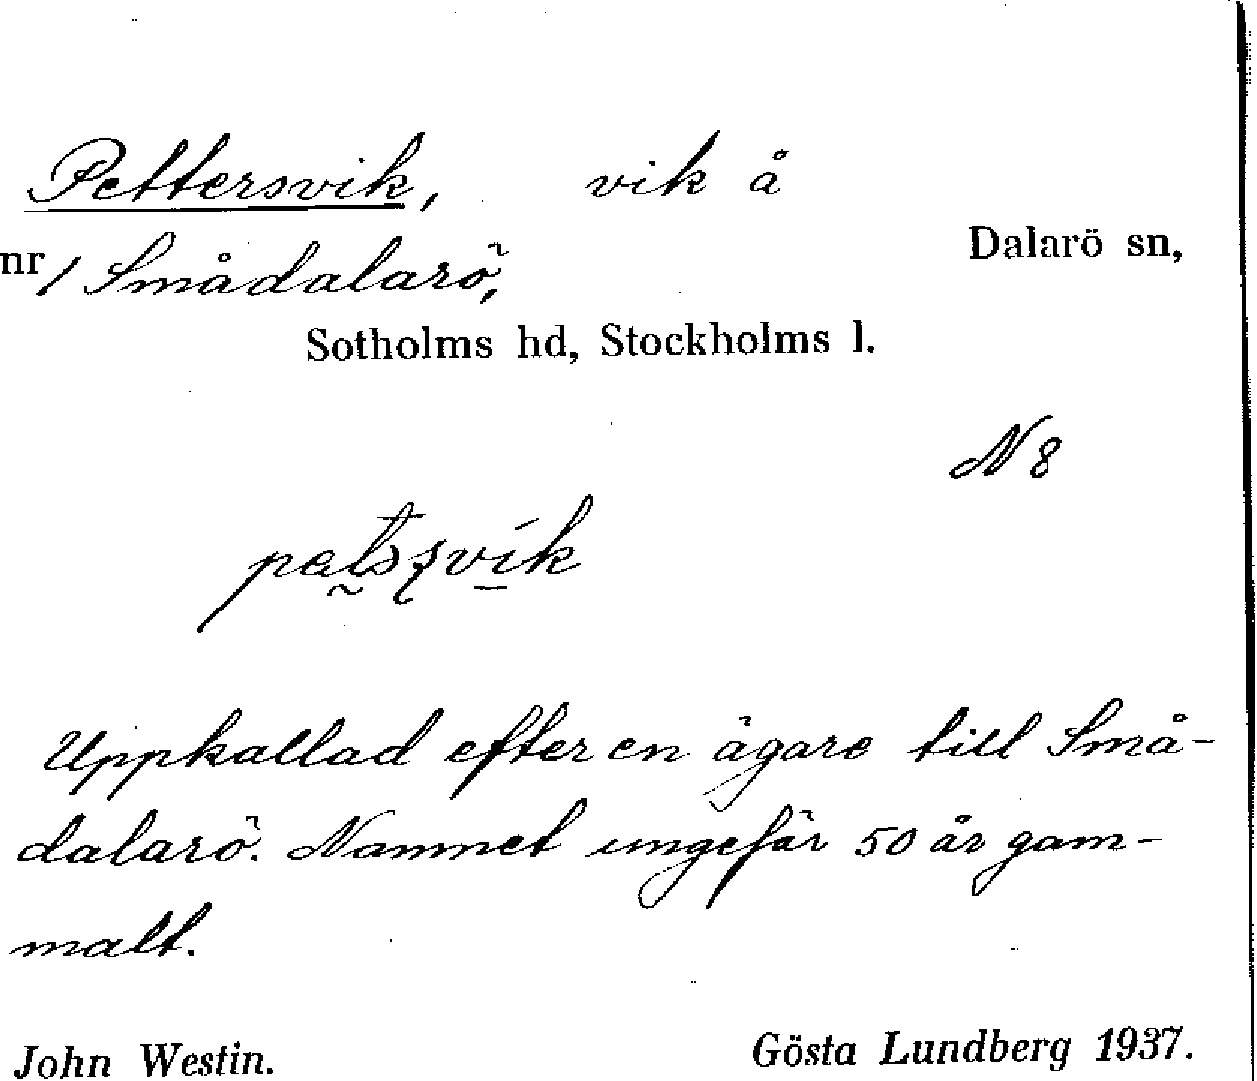 Pettersvik, vik å
nr 1 Smådalarö, Dalarö sn,
Sotholms hd, Stockholms l.
N 8
Uppkallad efter en ägare till Små-
dalarö. Namnet ungefär 50 år gam-
malt.
John Westin. Gösta Lundberg 1937.